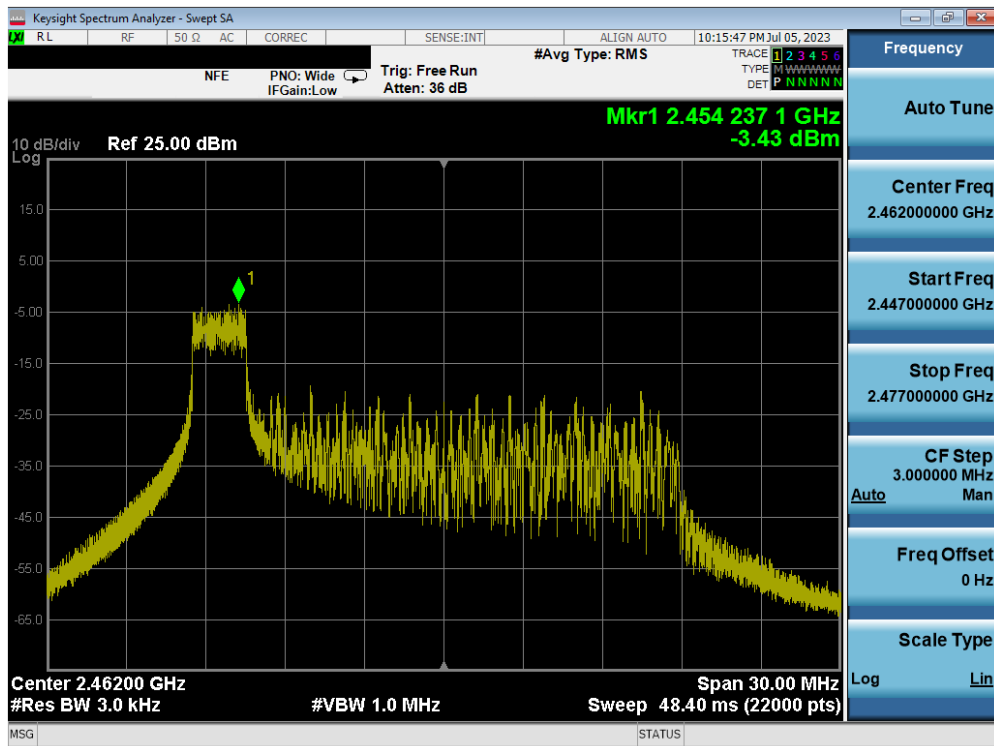 Keysight Spectrum Analyzer - Swept SA
LXI RL RF 50 Ω AC CORREC SENSE:INT ALIGN AUTO 10:15:47 PM Jul 05, 2023
#Avg Type: RMS TRACE 1 2 3 4 5 6
NFE PNO: Wide Trig: Free Run TYPE M WWWWW
IFGain:Low Atten: 36 dB DET P N N N N N
Mkr1 2.454 237 1 GHz
-3.43 dBm
10 dB/div Ref 25.00 dBm
Log
15.0
5.00
1
-5.00
-15.0
-25.0
-35.0
-45.0
-55.0
-65.0
Center 2.46200 GHz Span 30.00 MHz
#Res BW 3.0 kHz #VBW 1.0 MHz Sweep 48.40 ms (22000 pts)
MSG STATUS
Frequency
Auto Tune
Center Freq
2.462000000 GHz
Start Freq
2.447000000 GHz
Stop Freq
2.477000000 GHz
CF Step
3.000000 MHz
Auto Man
Freq Offset
0 Hz
Scale Type
Log Lin